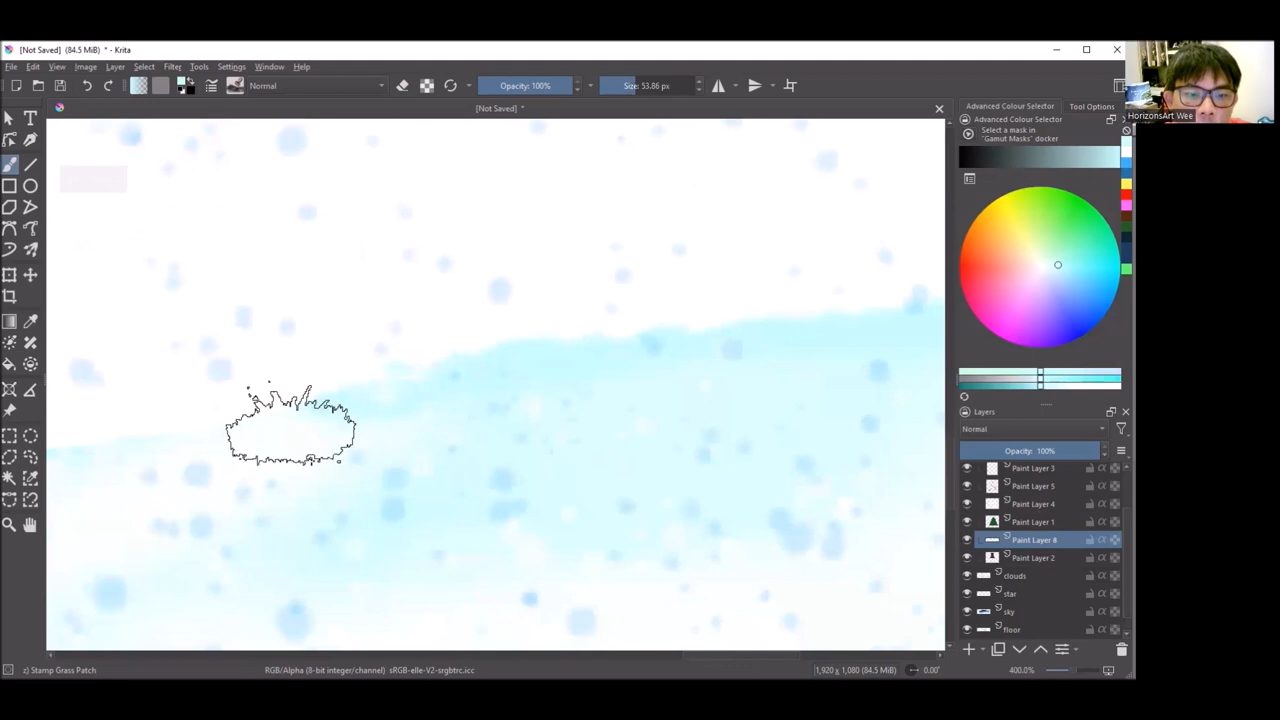 [Not Saved] (84.5 MiB) * - Krita
File Edit View Image Layer Select Filter Tools Settings Window Help
Normal
Opacity: 100%
Size: 53.86 px
[Not Saved] *
HorizonsArt Wee
Advanced Colour Selector Tool Options
Advanced Colour Selector
Select a mask in
"Gamut Masks" docker
Layers
Normal
Opacity: 100%
Paint Layer 3
Paint Layer 5
Paint Layer 4
Paint Layer 1
Paint Layer 8
Paint Layer 2
clouds
star
sky
floor
z) Stamp Grass Patch
RGB/Alpha (8-bit integer/channel) sRGB-elle-V2-srgbtrc.icc
1,920 x 1,080 (84.5 MiB)
0.00°
400.0%